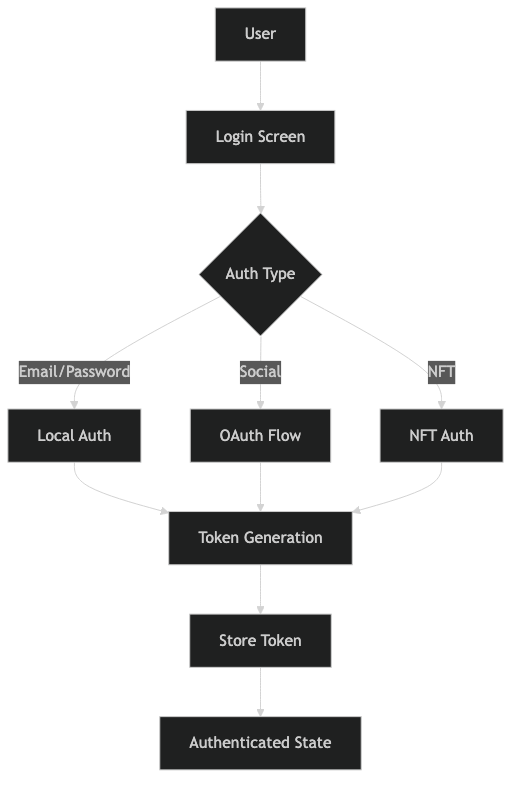 User
Login Screen
Auth Type
Email/Password
Social
NFT
Local Auth
OAuth Flow
NFT Auth
Token Generation
Store Token
Authenticated State